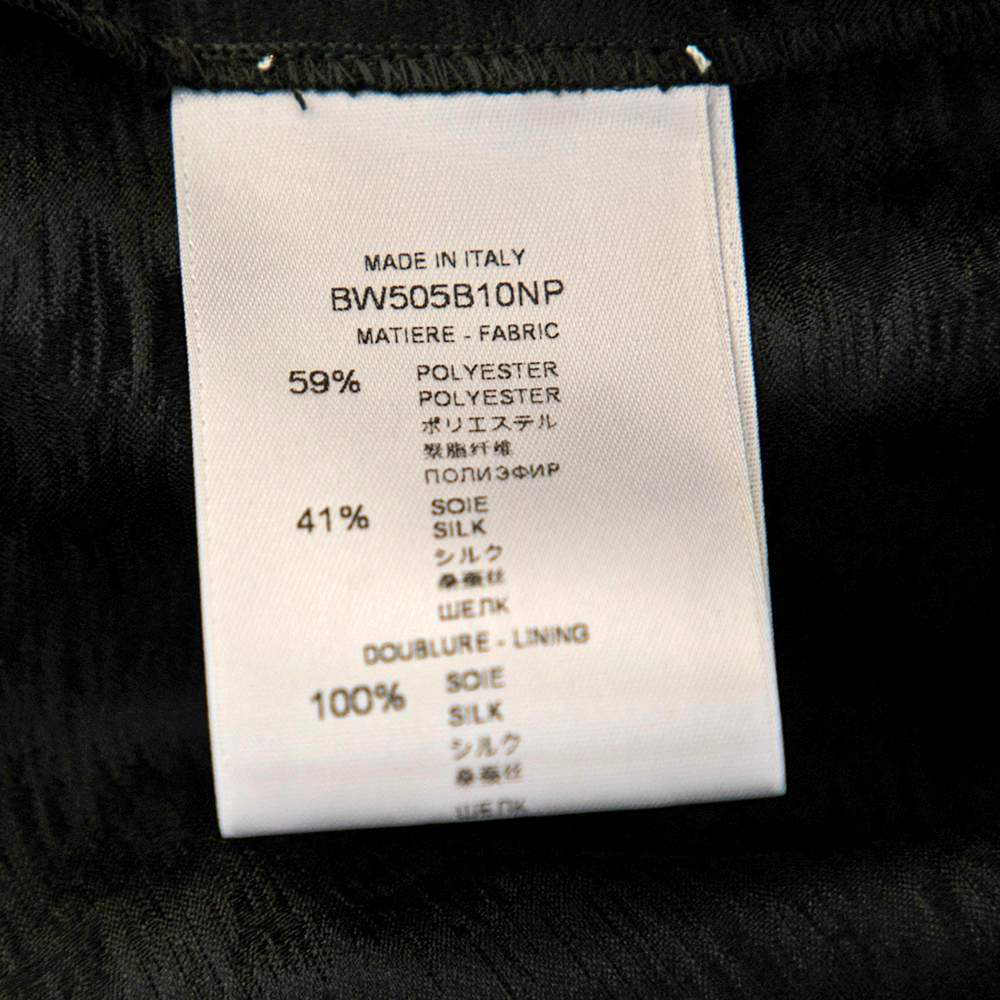 MADE IN ITALY
BW505B10NP
MATIERE - FABRIC
59% POLYESTER
POLYESTER
ポリエステル
聚脂纤维
ПОЛИЭФИР
41% SOIE
SILK
シルク
桑蚕丝
ШЕЛК
DOUBLURE - LINING
100% SOIE
SILK
シルク
桑蚕丝
ШЕЛК